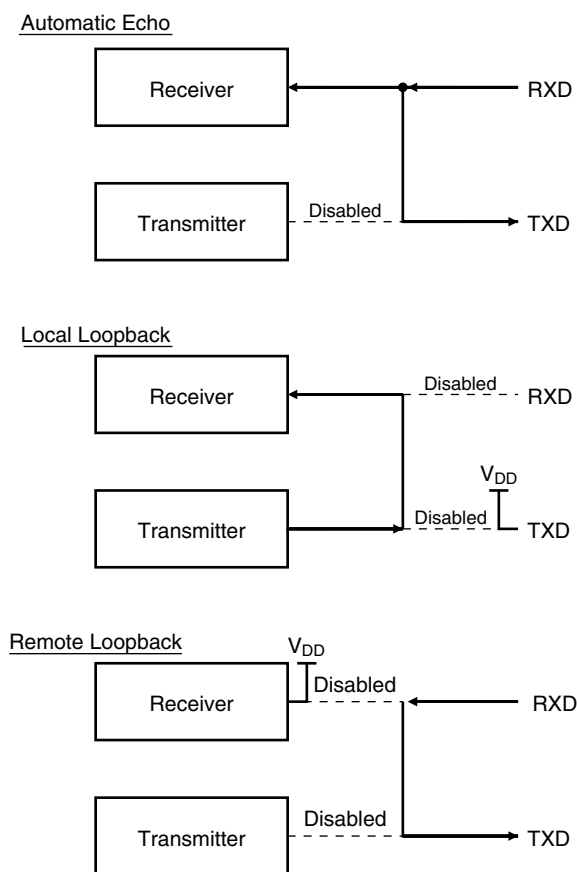 Automatic Echo
Receiver
RXD
Transmitter
Disabled
TXD
Local Loopback
Receiver
Disabled
RXD
VDD
Transmitter
Disabled
TXD
Remote Loopback
VDD
Receiver
Disabled
RXD
Transmitter
Disabled
TXD